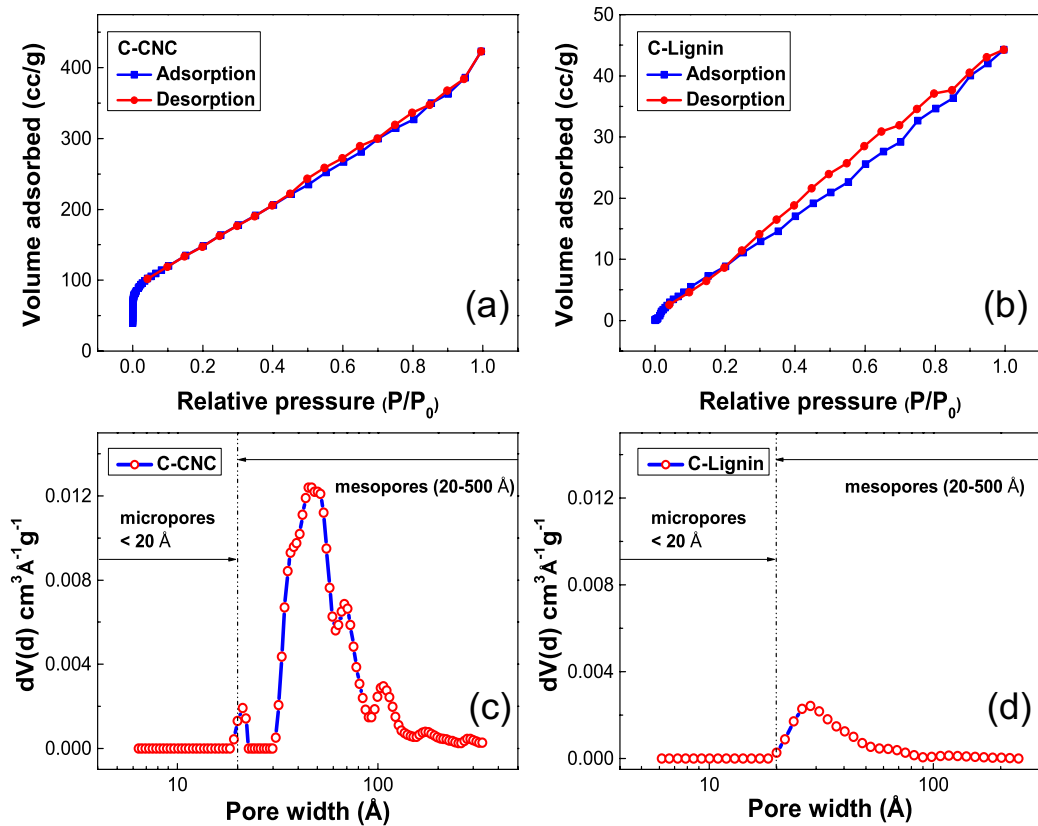 C-CNC
Adsorption
Desorption
400
300
200
100
0
Volume adsorbed (cc/g)
0.0 0.2 0.4 0.6 0.8 1.0
Relative pressure (P/P0)
(a)
C-Lignin
Adsorption
Desorption
50
40
30
20
10
0
Volume adsorbed (cc/g)
0.0 0.2 0.4 0.6 0.8 1.0
Relative pressure (P/P0)
(b)
C-CNC
mesopores (20-500 Å)
micropores
< 20 Å
0.012
0.008
0.004
0.000
dV(d) cm³Å⁻¹g⁻¹
10 100
Pore width (Å)
(c)
C-Lignin
mesopores (20-500 Å)
micropores
< 20 Å
0.012
0.008
0.004
0.000
dV(d) cm³Å⁻¹g⁻¹
10 100
Pore width (Å)
(d)